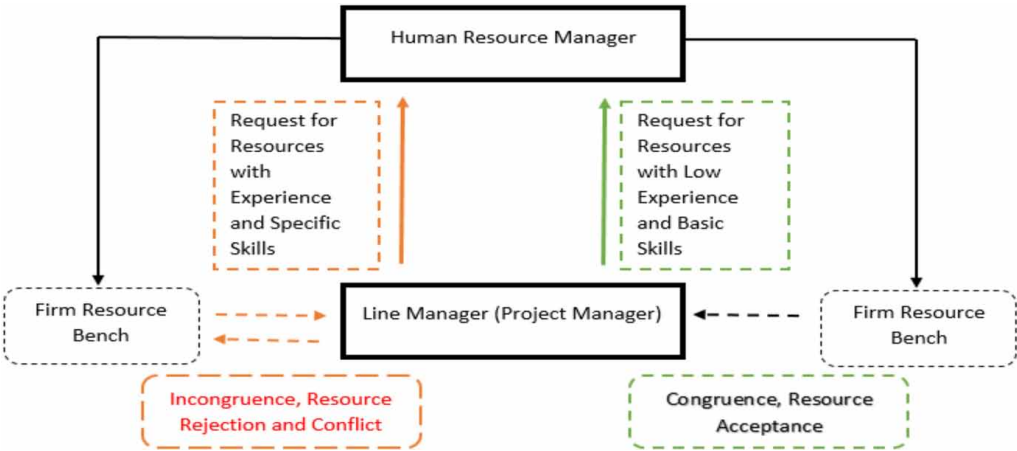 Human Resource Manager
Request for
Resources
with
Experience
and Specific
Skills
Request for
Resources
with Low
Experience
and Basic
Skills
Firm Resource
Bench
Line Manager (Project Manager)
Firm Resource
Bench
Incongruence, Resource
Rejection and Conflict
Congruence, Resource
Acceptance